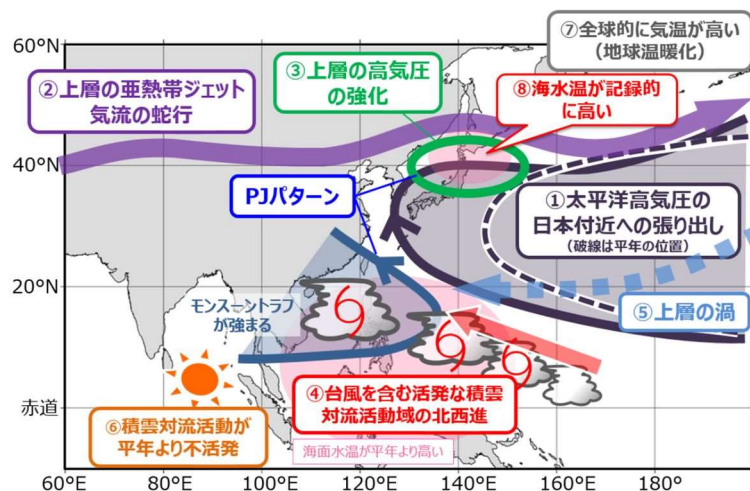 ⑦全球的に気温が高い
（地球温暖化）
60°N
③上層の高気圧
の強化
②上層の亜熱帯ジェット
気流の蛇行
⑧海水温が記録的
に高い
40°N
PJパターン
①太平洋高気圧の
日本付近への張り出し
（破線は平年の位置）
20°N
モンスーントラフ
が強まる
⑤上層の渦
④台風を含む活発な積雲
対流活動域の北西進
赤道
⑥積雲対流活動が
平年より不活発
海面水温が平年より高い
60°E
80°E
100°E
120°E
140°E
160°E
180°